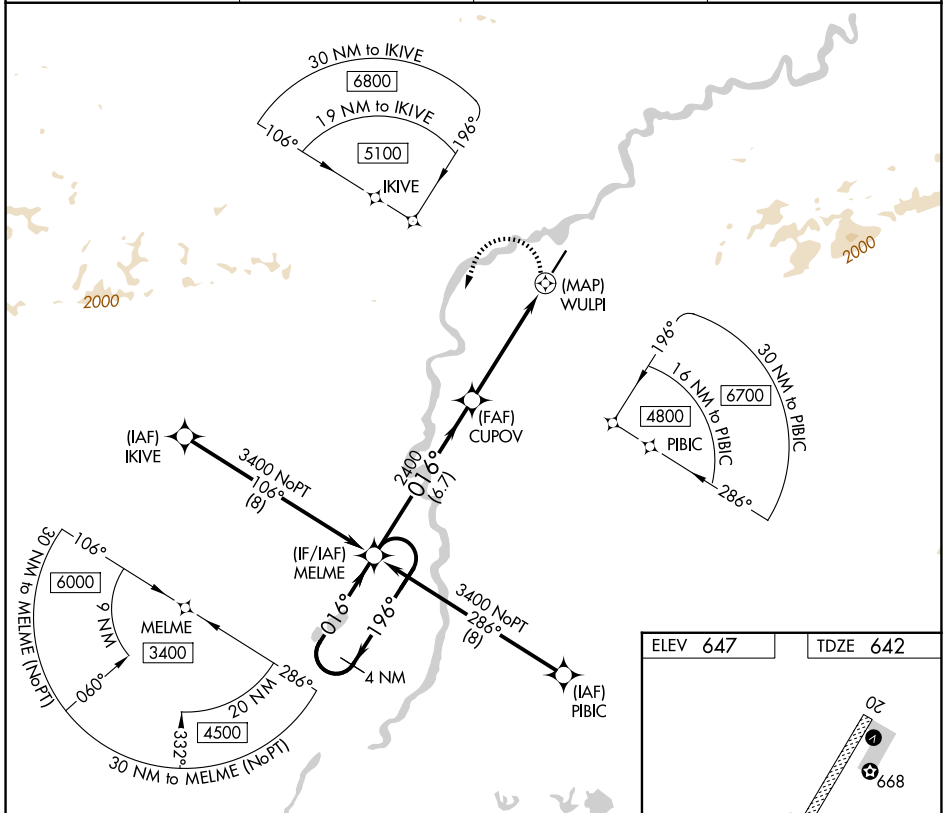 30 NM to IKIVE
6800
19 NM to IKIVE
106°
196°
5100
IKIVE
2000
2000
(MAP)
WULPI
196°
30 NM to PIBIC
16 NM to PIBIC
6700
4800
PIBIC
286°
(FAF)
CUPOV
(IAF)
IKIVE
3400 NoPT
106°
(8)
2400
016°
(6.7)
(IF/IAF)
MELME
016°
196°
4 NM
3400 NoPT
286°
(8)
(IAF)
PIBIC
106°
30 NM to MELME (NoPT)
6000
9 NM
MELME
3400
060°
286°
20 NM
4500
332°
30 NM to MELME (NoPT)
ELEV 647
TDZE 642
20
V
668